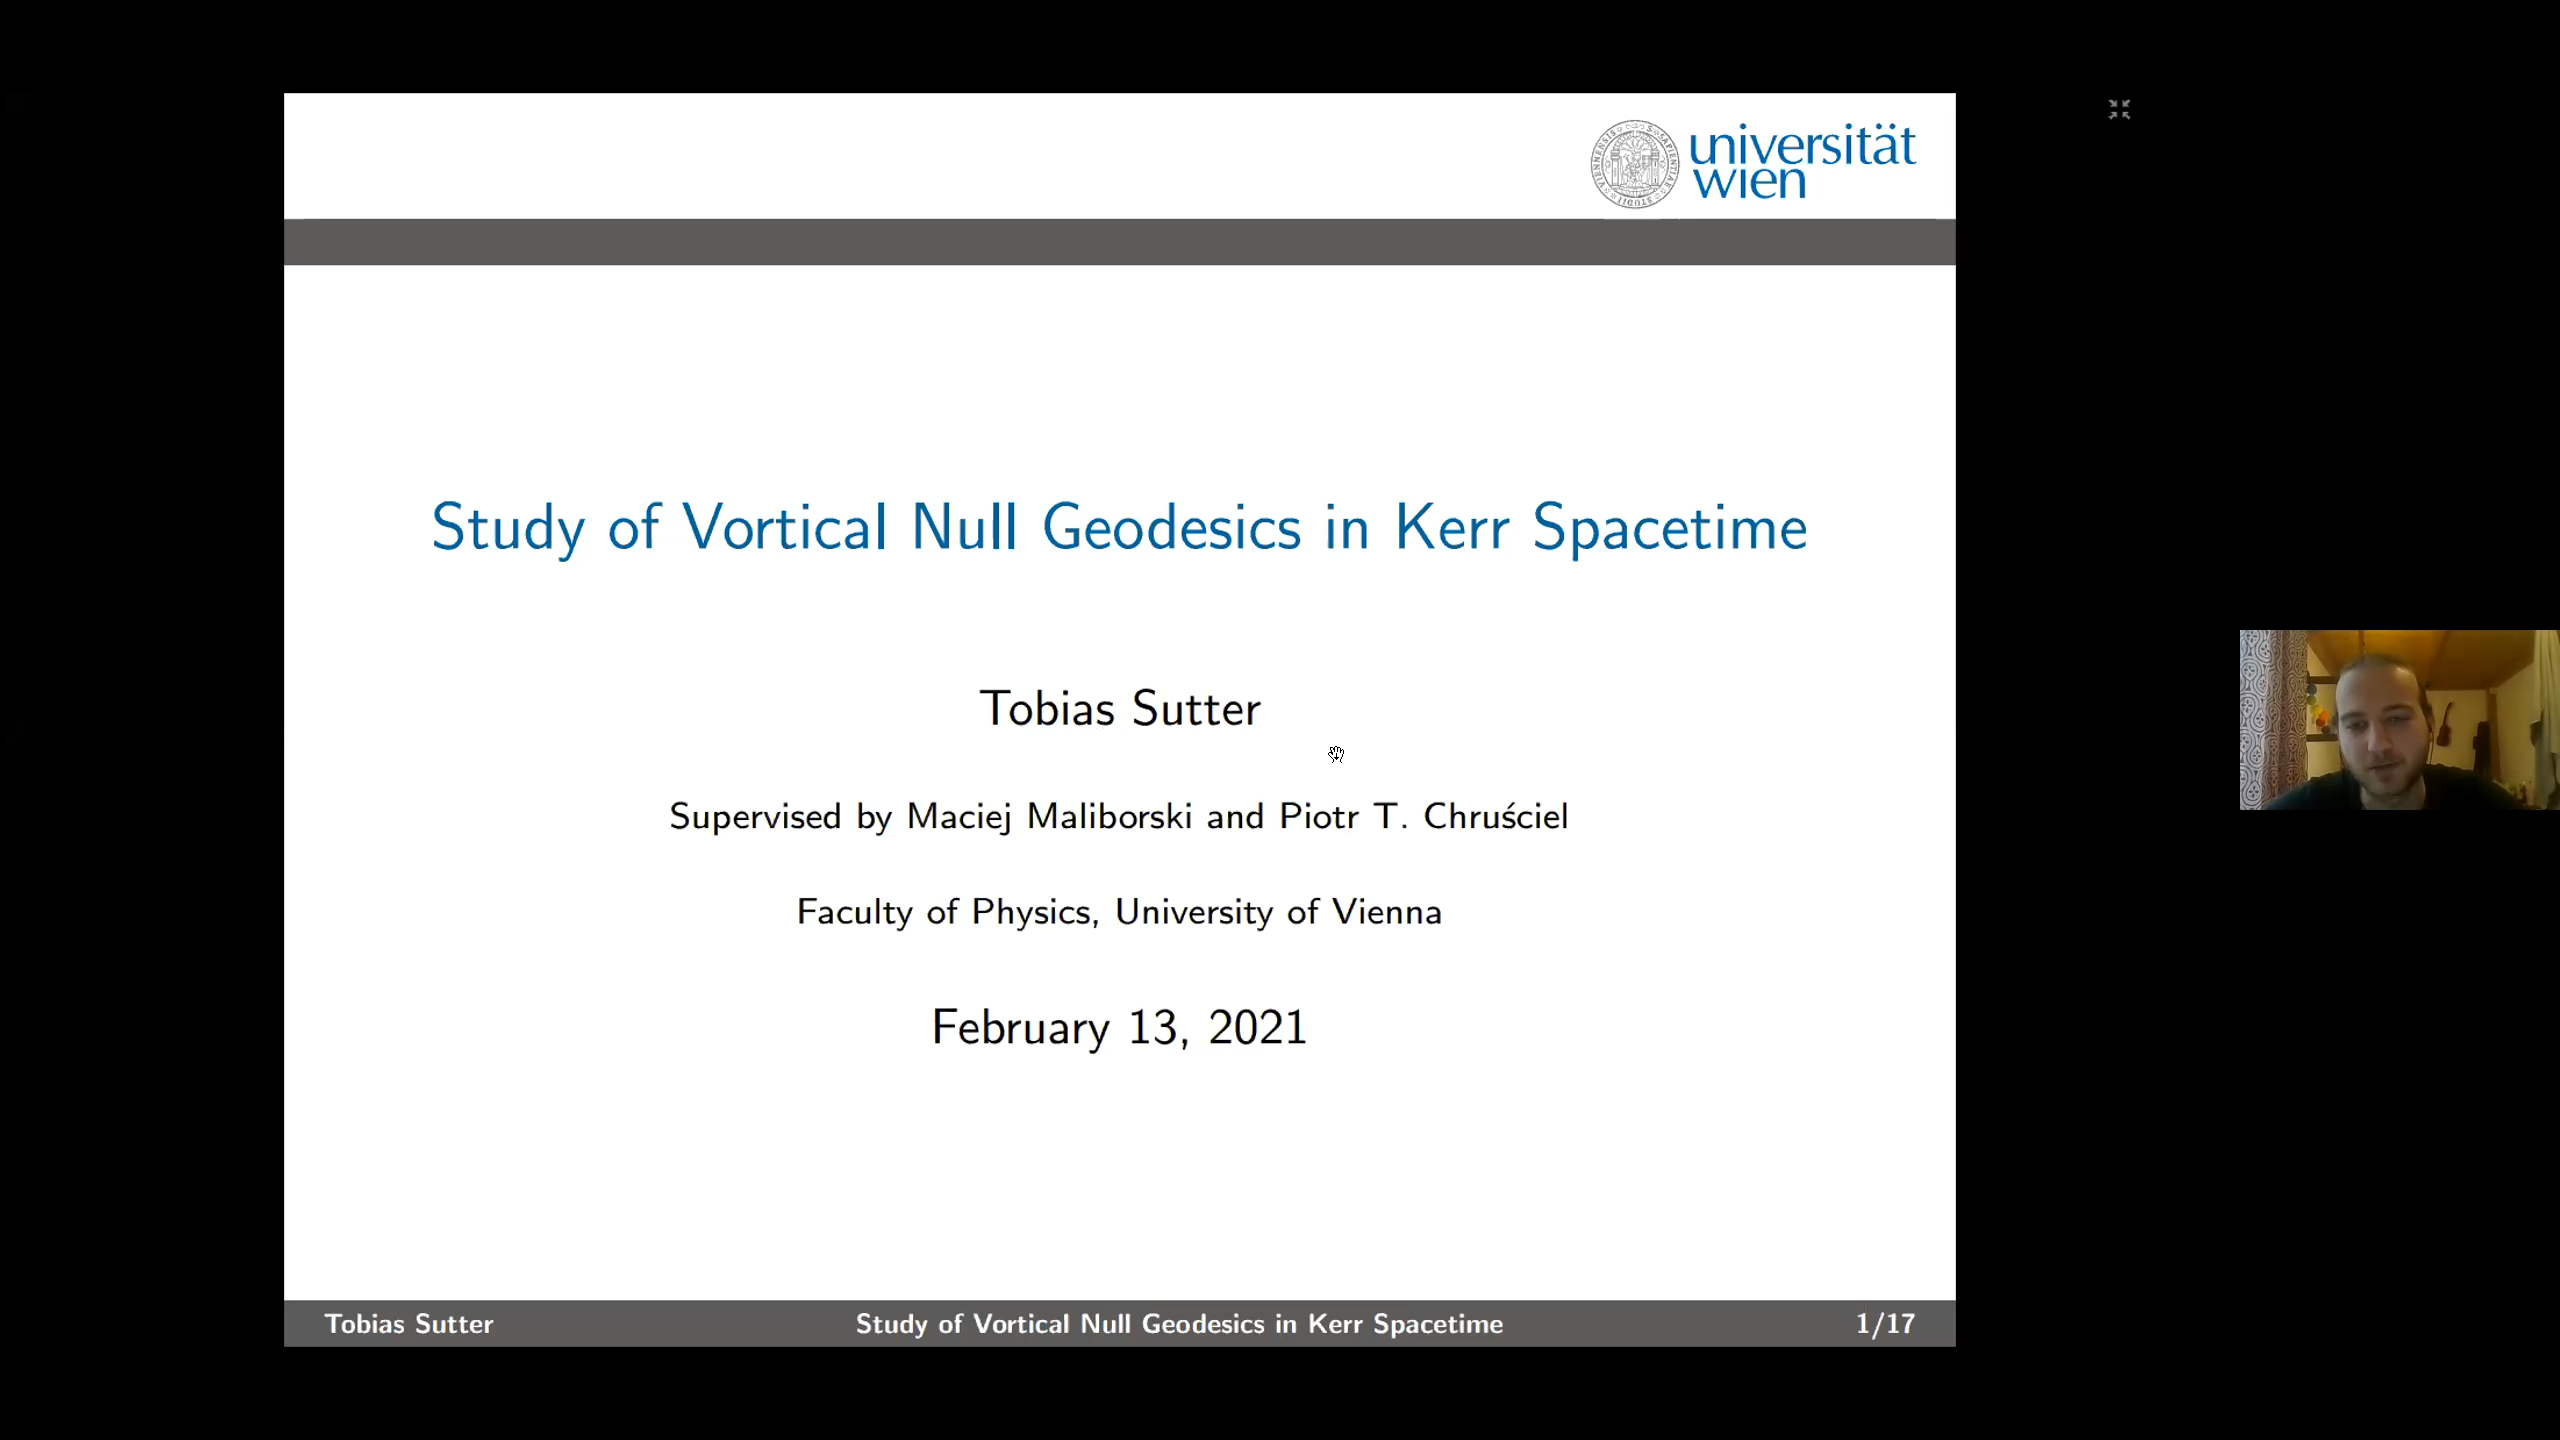 universität
wien
Study of Vortical Null Geodesics in Kerr Spacetime
Tobias Sutter
Supervised by Maciej Maliborski and Piotr T. Chruściel
Faculty of Physics, University of Vienna
February 13, 2021
Tobias Sutter Study of Vortical Null Geodesics in Kerr Spacetime 1/17